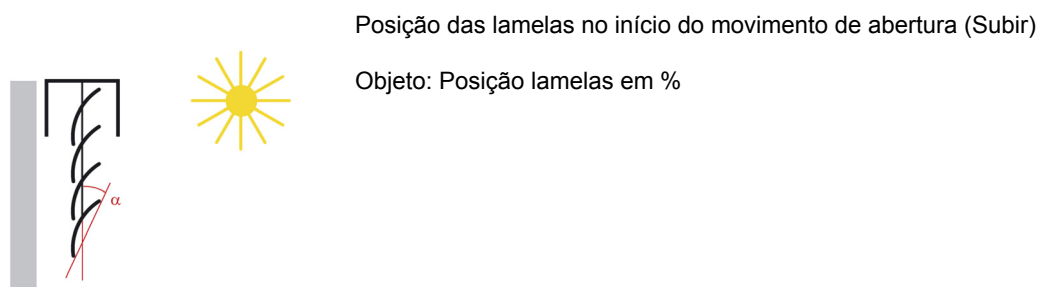 Posição das lamelas no início do movimento de abertura (Subir)
Objeto: Posição lamelas em %
α